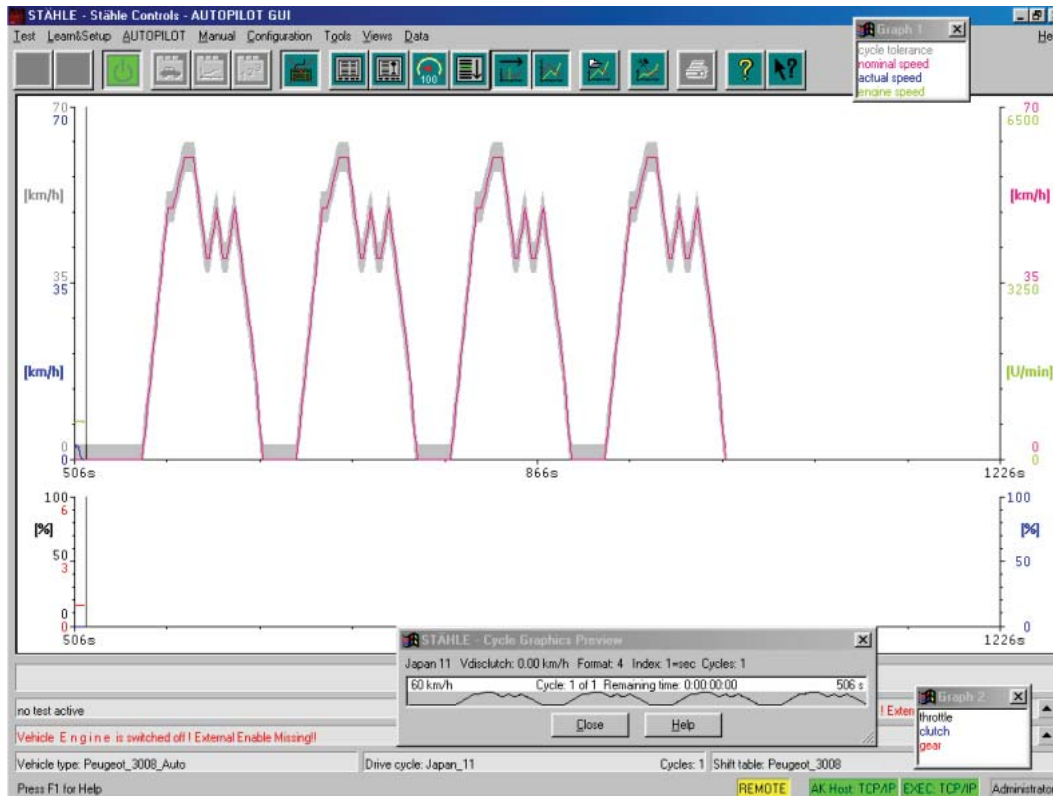 STÄHLE - Stähle Controls - AUTOPILOT GUI
Test Learn&Setup AUTOPILOT Manual Configuration Tools Views Data
100 ? ?
Graph 1
cycle tolerance
nominal speed
actual speed
engine speed
70 70
70 6500
[km/h] [km/h]
35 35
35 3250
[km/h] [U/min]
0 0
0 0
506s 866s 1226s
100 100
6
[%] [%]
50 50
3
0
0 0
506s 1226s
STÄHLE - Cycle Graphics Preview
Japan 11 Vdisclutch: 0.00 km/h Format: 4 Index: 1=sec Cycles: 1
60 km/h Cycle: 1 of 1 Remaining time: 0:00:00:00 506 s
Close Help
Graph 2
throttle
clutch
gear
no test active
Vehicle E n g i n e is switched off ! External Enable Missing!!
Vehicle type: Peugeot_3008_Auto Drive cycle: Japan_11 Cycles: 1 Shift table: Peugeot_3008
Press F1 for Help REMOTE AK Host: TCP/IP EXEC: TCP/IP Administrator